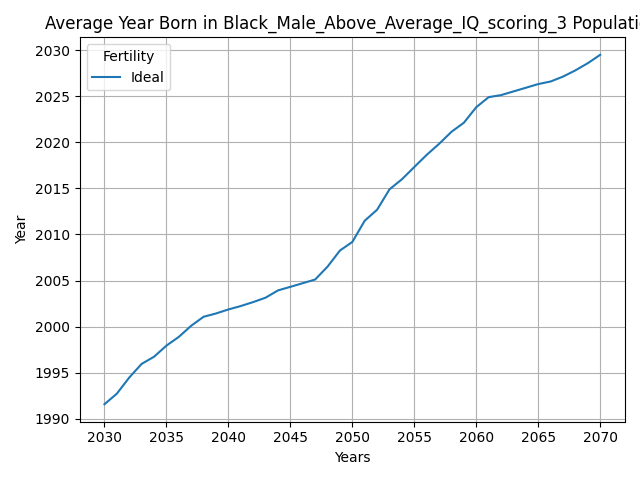 Average Year Born in Black_Male_Above_Average_IQ_scoring_3 Populati
Fertility
Ideal
2030
2025
2020
2015
2010
2005
2000
1995
1990
Year
2030 2035 2040 2045 2050 2055 2060 2065 2070
Years